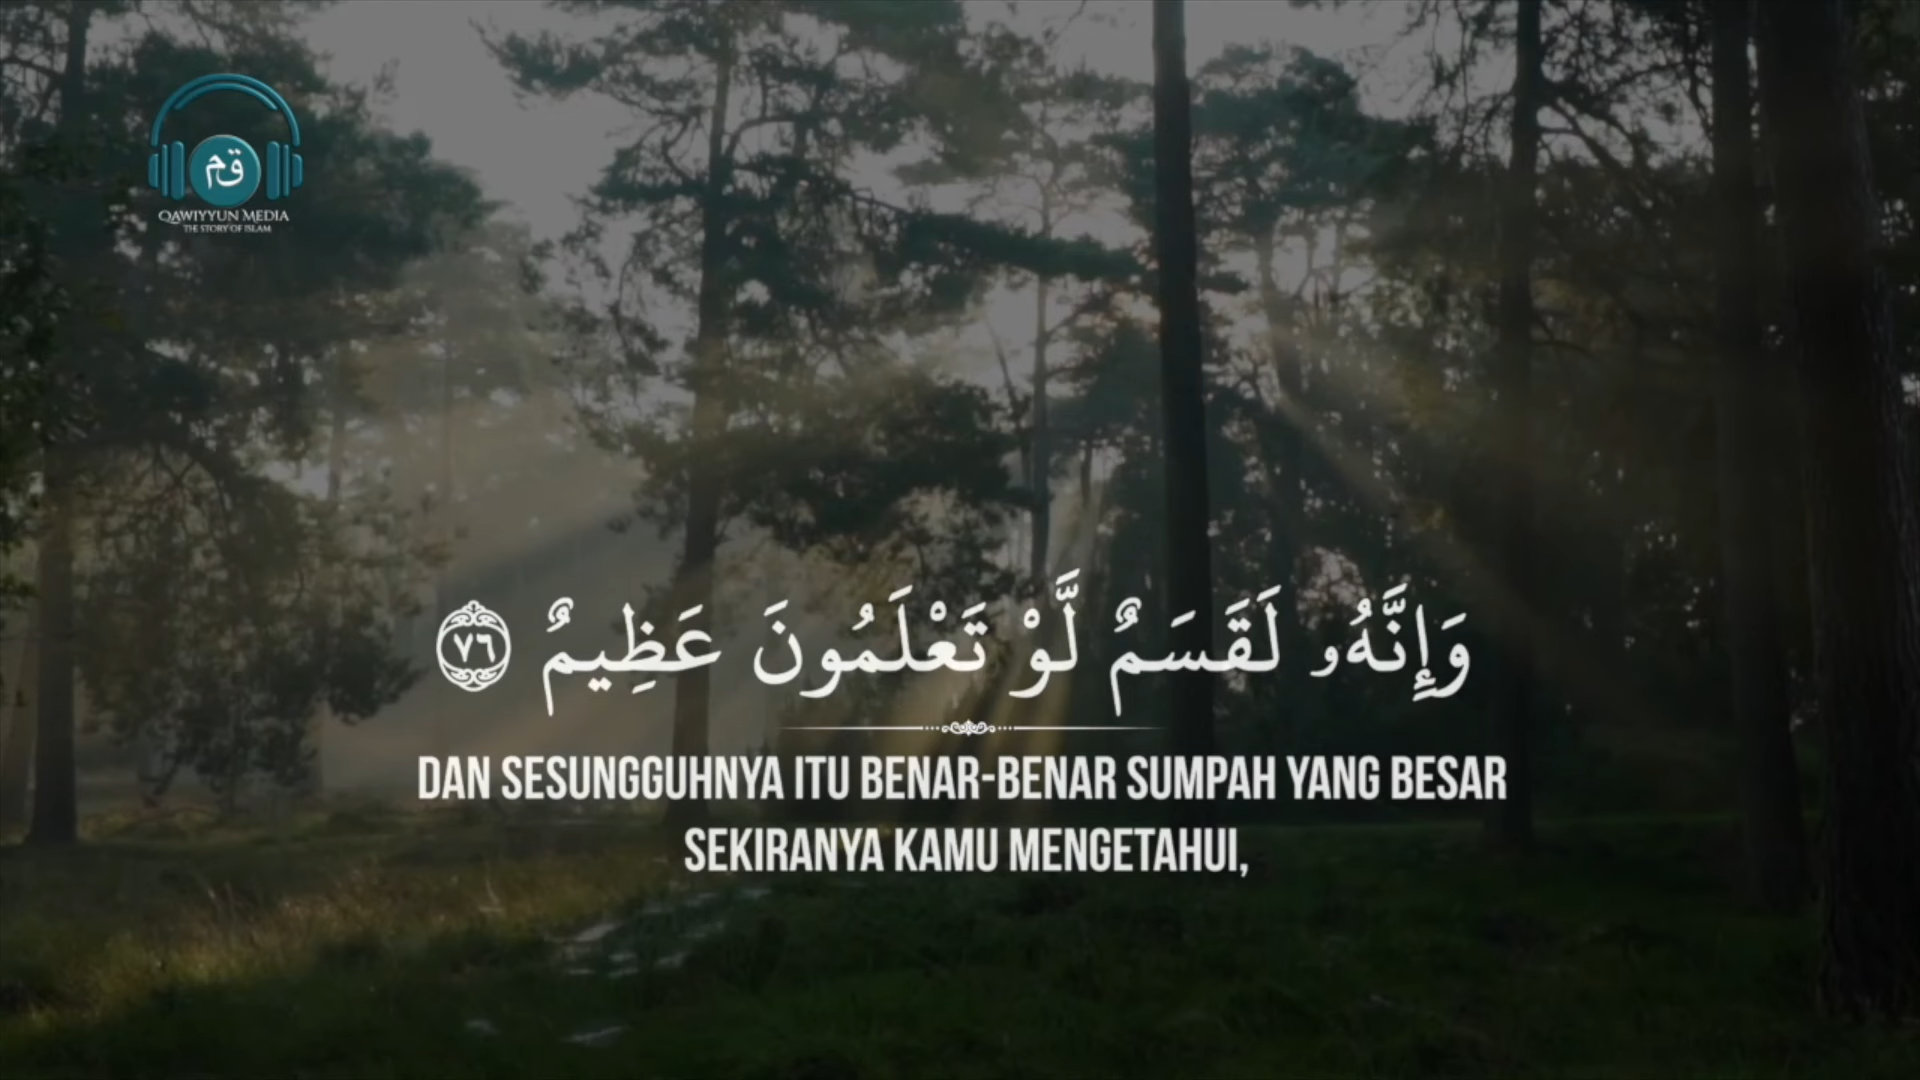 قم
QAWIYYUN MEDIA
THE STORY OF ISLAM
وَإِنَّهُۥ لَقَسَمٌ لَّوْ تَعْلَمُونَ عَظِيمٌ ٧٦
DAN SESUNGGUHNYA ITU BENAR-BENAR SUMPAH YANG BESAR
SEKIRANYA KAMU MENGETAHUI,